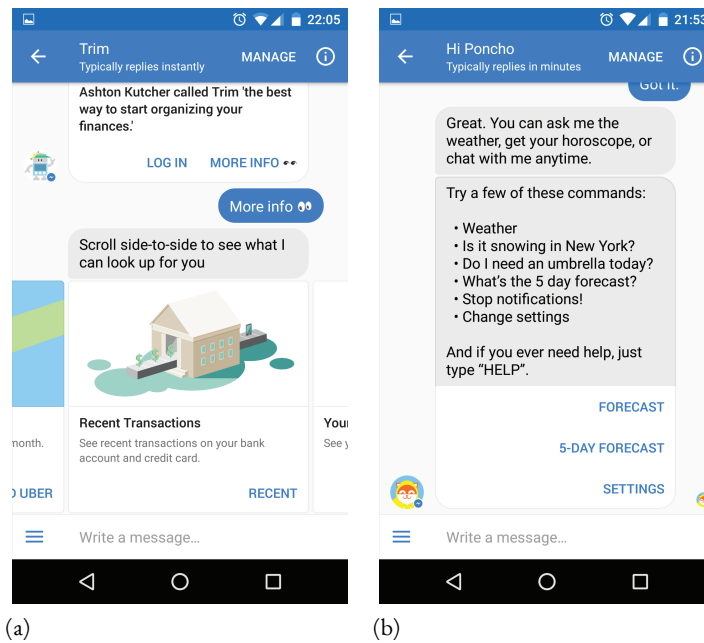 22:05
Trim
Typically replies instantly
MANAGE
Ashton Kutcher called Trim 'the best
way to start organizing your
finances.'
LOG IN MORE INFO 👀
More info 👀
Scroll side-to-side to see what I
can look up for you
month.
O UBER
Recent Transactions
See recent transactions on your bank
account and credit card.
RECENT
You
See y
Write a message...
(a)
21:53
Hi Poncho
Typically replies in minutes
MANAGE
Got it.
Great. You can ask me the
weather, get your horoscope, or
chat with me anytime.
Try a few of these commands:
• Weather
• Is it snowing in New York?
• Do I need an umbrella today?
• What's the 5 day forecast?
• Stop notifications!
• Change settings
And if you ever need help, just
type “HELP”.
FORECAST
5-DAY FORECAST
SETTINGS
Write a message...
(b)